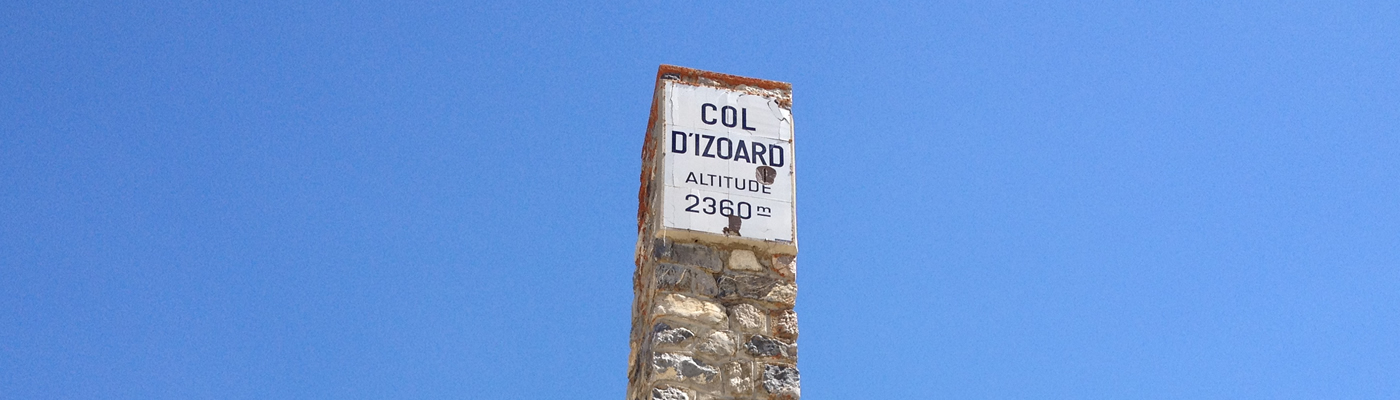 COL
D'IZOARD
ALTITUDE
2360 m